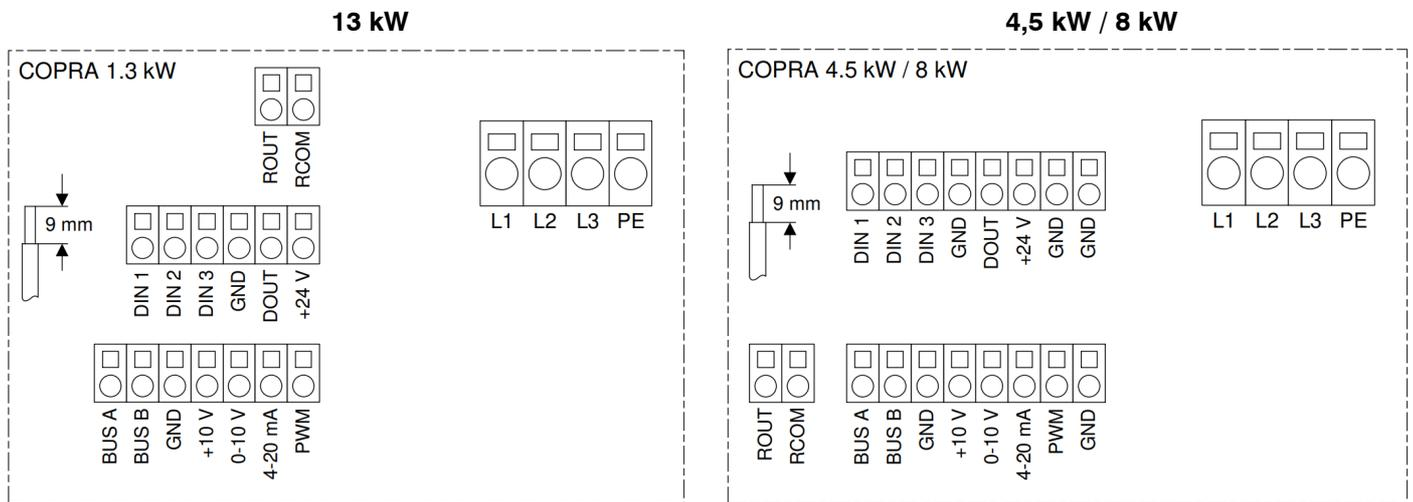 13 kW
COPRA 1.3 kW
ROUT
RCOM
L1 L2 L3 PE
9 mm
DIN 1
DIN 2
DIN 3
GND
DOUT
+24 V
BUS A
BUS B
GND
+10 V
0-10 V
4-20 mA
PWM
4,5 kW / 8 kW
COPRA 4.5 kW / 8 kW
L1 L2 L3 PE
9 mm
DIN 1
DIN 2
DIN 3
GND
DOUT
+24 V
GND
GND
ROUT
RCOM
BUS A
BUS B
GND
+10 V
0-10 V
4-20 mA
PWM
GND